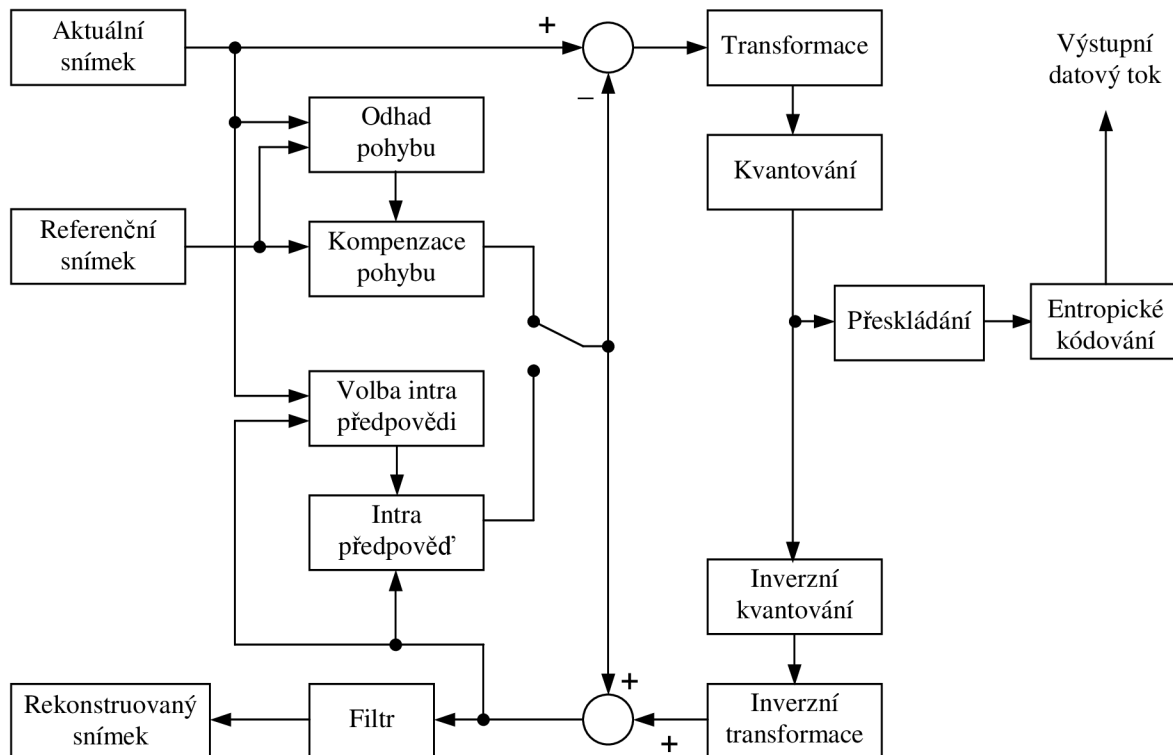 Aktuální
snímek
+
Transformace
Výstupní
datový tok
–
Odhad
pohybu
Kvantování
Referenční
snímek
Kompenzace
pohybu
Přeskládání
Entropické
kódování
Volba intra
předpovědi
Intra
předpověď
Inverzní
kvantování
Rekonstruovaný
snímek
Filtr
+
+
Inverzní
transformace